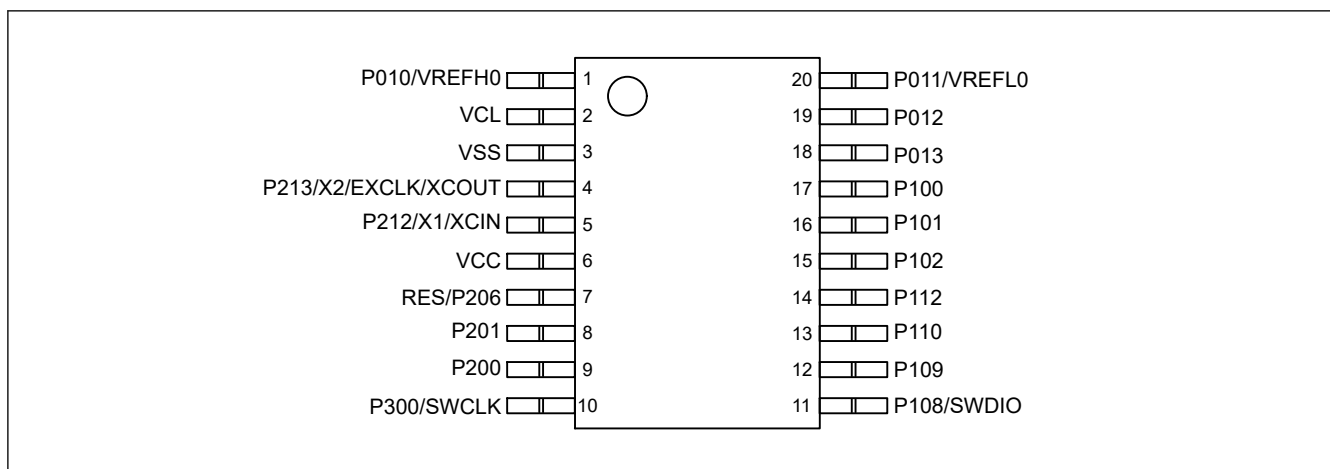 P010/VREFH0 1 20 P011/VREFL0
VCL 2 19 P012
VSS 3 18 P013
P213/X2/EXCLK/XCOUT 4 17 P100
P212/X1/XCIN 5 16 P101
VCC 6 15 P102
RES/P206 7 14 P112
P201 8 13 P110
P200 9 12 P109
P300/SWCLK 10 11 P108/SWDIO